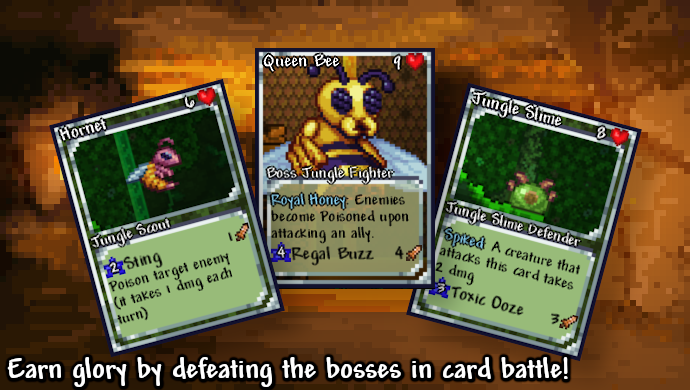 Hornet 6
Jungle Scout
1
2 Sting
Poison target enemy
(it takes 1 dmg each
turn)
Queen Bee 9
Boss Jungle Fighter
Royal Honey: Enemies
become Poisoned upon
attacking an ally.
4 Regal Buzz 4
Jungle Slime 8
Jungle Slime Defender
Spiked: A creature that
attacks this card takes
2 dmg
Toxic Ooze 3
Earn glory by defeating the bosses in card battle!